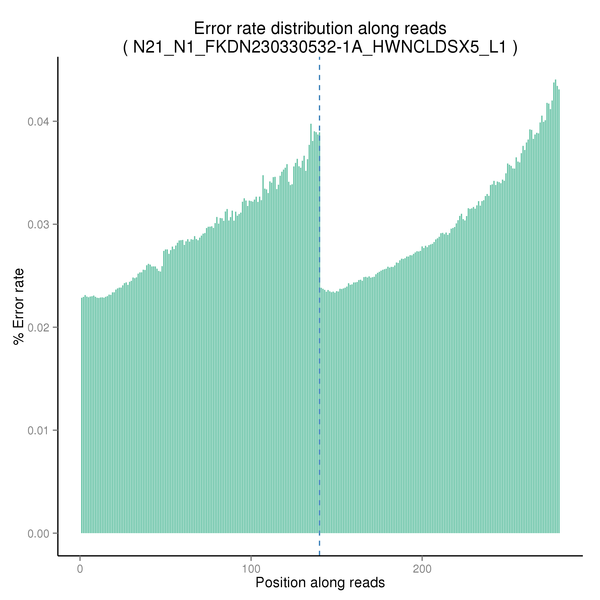 Error rate distribution along reads
( N21_N1_FKDN230330532-1A_HWNCLDSX5_L1 )
% Error rate
0.04
0.03
0.02
0.01
0.00
0
100
200
Position along reads